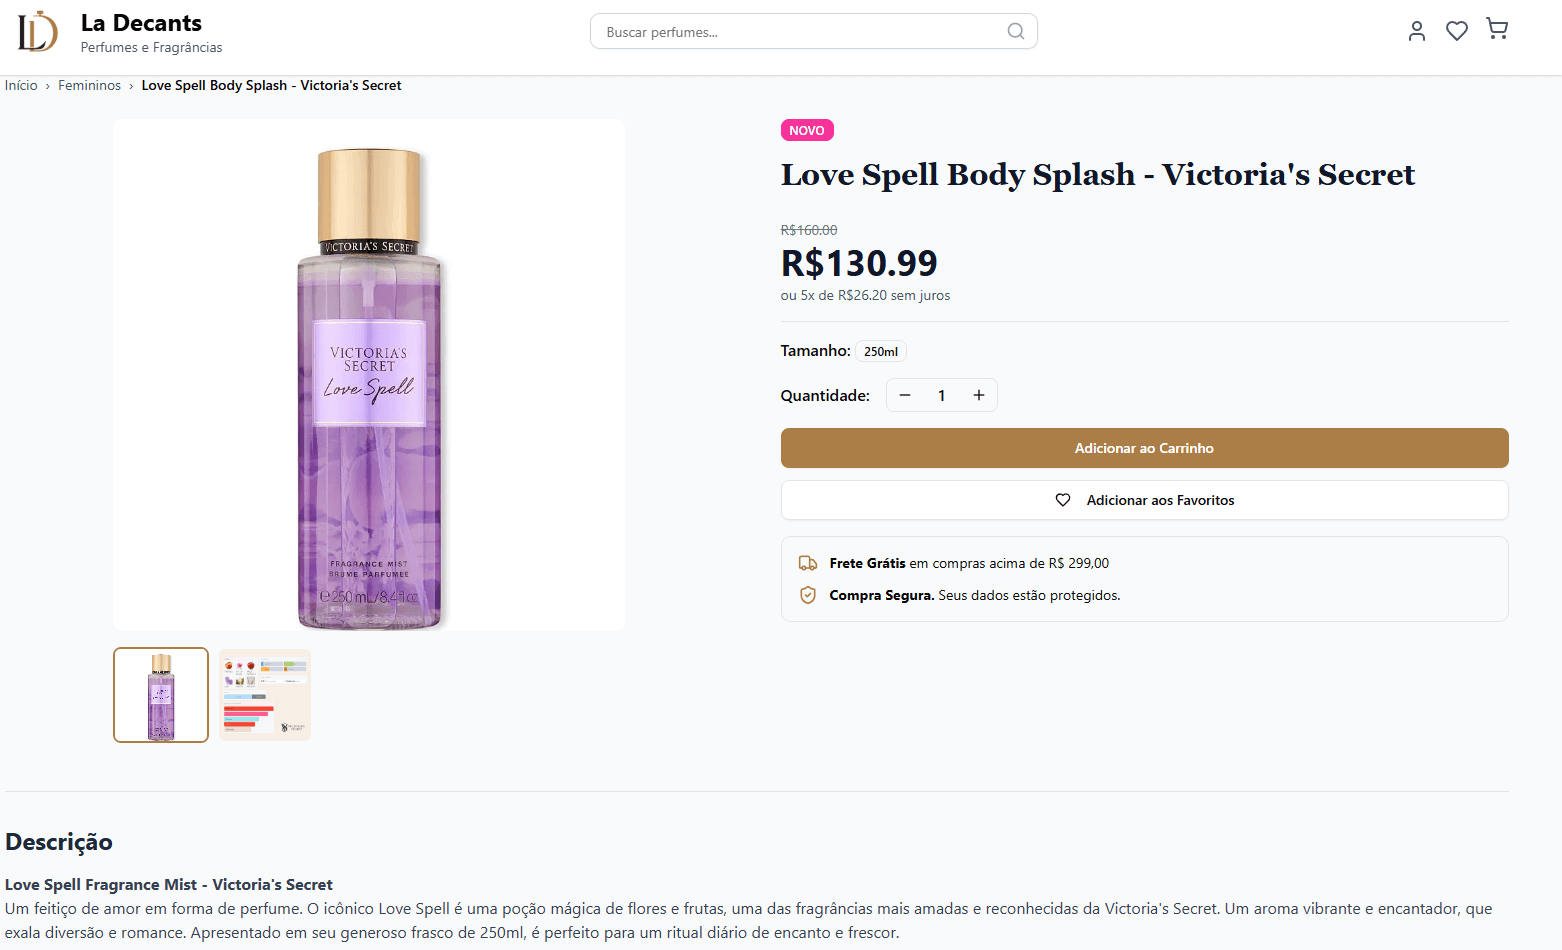 La Decants
Perfumes e Fragrâncias
Buscar perfumes...
Início › Femininos › Love Spell Body Splash - Victoria's Secret
VICTORIA'S SECRET
VICTORIA'S
SECRET
Love Spell
FRAGRANCE MIST
BRUME PARFUMÉE
℮250 mL/8.4 fl oz
NOVO
Love Spell Body Splash - Victoria's Secret
R$160.00
R$130.99
ou 5x de R$26.20 sem juros
Tamanho: 250ml
Quantidade: − 1 +
Adicionar ao Carrinho
Adicionar aos Favoritos
Frete Grátis em compras acima de R$ 299,00
Compra Segura. Seus dados estão protegidos.
Descrição
Love Spell Fragrance Mist - Victoria's Secret
Um feitiço de amor em forma de perfume. O icônico Love Spell é uma poção mágica de flores e frutas, uma das fragrâncias mais amadas e reconhecidas da Victoria's Secret. Um aroma vibrante e encantador, que
exala diversão e romance. Apresentado em seu generoso frasco de 250ml, é perfeito para um ritual diário de encanto e frescor.